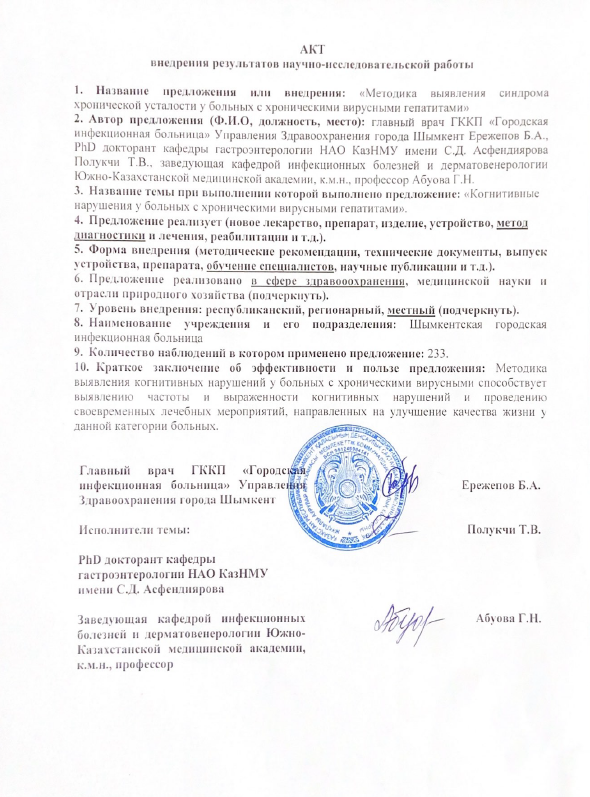 АКТ
внедрения результатов научно-исследовательской работы
1. Название предложения или внедрения: «Методика выявления синдрома
хронической усталости у больных с хроническими вирусными гепатитами»
2. Автор предложения (Ф.И.О, должность, место): главный врач ГККП «Городская
инфекционная больница» Управления Здравоохранения города Шымкент Ережепов Б.А.,
PhD докторант кафедры гастроэнтерологии НАО КазНМУ имени С.Д. Асфендиярова
Полукчи Т.В., заведующая кафедрой инфекционных болезней и дерматовенерологии
Южно-Казахстанской медицинской академии, к.м.н., профессор Абуова Г.Н.
3. Название темы при выполнении которой выполнено предложение: «Когнитивные
нарушения у больных с хроническими вирусными гепатитами».
4. Предложение реализует (новое лекарство, препарат, изделие, устройство, метод
диагностики и лечения, реабилитации и т.д.).
5. Форма внедрения (методические рекомендации, технические документы, выпуск
устройства, препарата, обучение специалистов, научные публикации и т.д.).
6. Предложение реализовано в сфере здравооохранения, медицинской науки и
отрасли природного хозяйства (подчеркнуть).
7. Уровень внедрения: республиканский, регионарный, местный (подчеркнуть).
8. Наименование учреждения и его подразделения: Шымкентская городская
инфекционная больница
9. Количество наблюдений в котором применено предложение: 233.
10. Краткое заключение об эффективности и пользе предложения: Методика
выявления когнитивных нарушений у больных с хроническими вирусными способствует
выявлению частоты и выраженности когнитивных нарушений и проведению
своевременных лечебных мероприятий, направленных на улучшение качества жизни у
данной категории больных.
Главный врач ГККП «Городская
инфекционная больница» Управления Ережепов Б.А.
Здравоохранения города Шымкент
Исполнители темы: Полукчи Т.В.
PhD докторант кафедры
гастроэнтерологии НАО КазНМУ
имени С.Д. Асфендиярова
Заведующая кафедрой инфекционных Абуова Г.Н.
болезней и дерматовенерологии Южно-
Казахстанской медицинской академии,
к.м.н., профессор